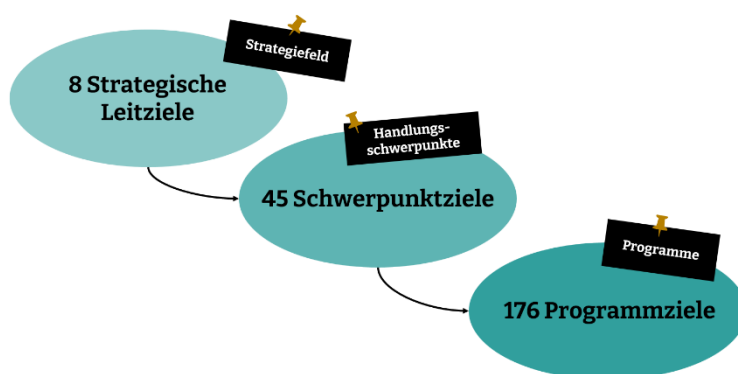 Strategiefeld
8 Strategische
Leitziele
Handlungs-
schwerpunkte
45 Schwerpunktziele
Programme
176 Programmziele